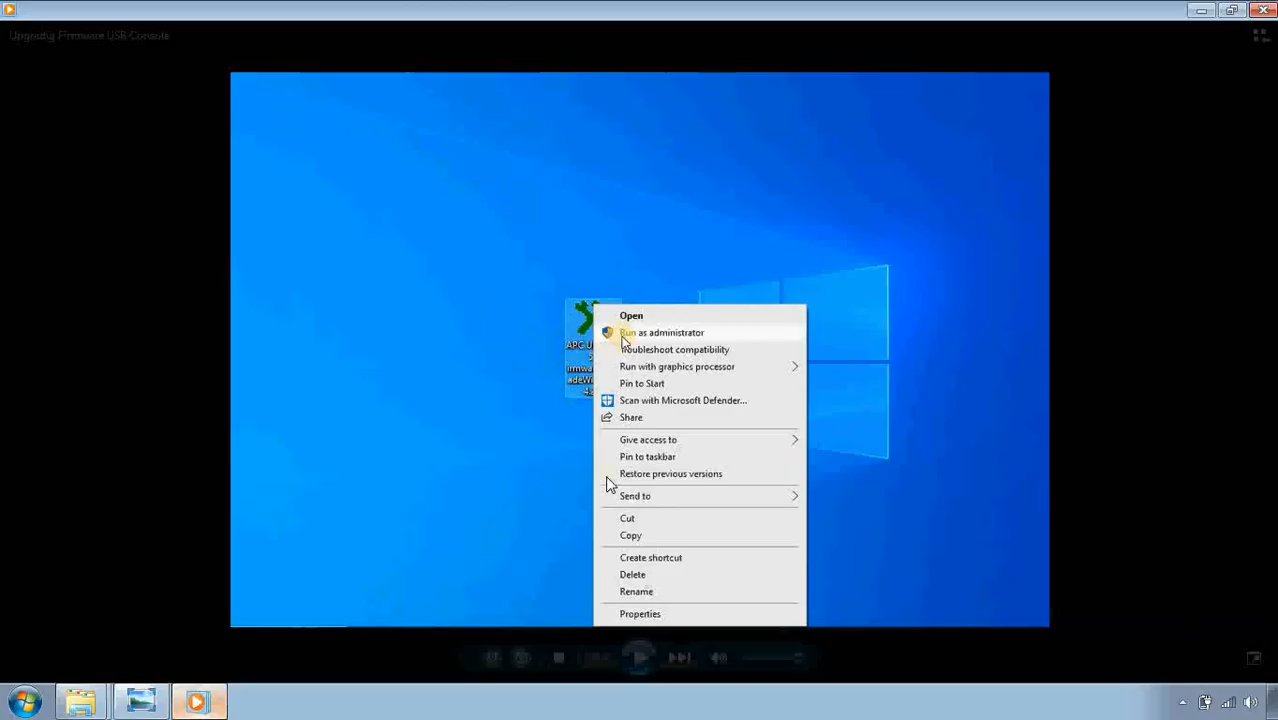 Upgrading Firmware USB-Console
Open
Run as administrator
Troubleshoot compatibility
Run with graphics processor
Pin to Start
Scan with Microsoft Defender...
Share
Give access to
Pin to taskbar
Restore previous versions
Send to
Cut
Copy
Create shortcut
Delete
Rename
Properties
APC U